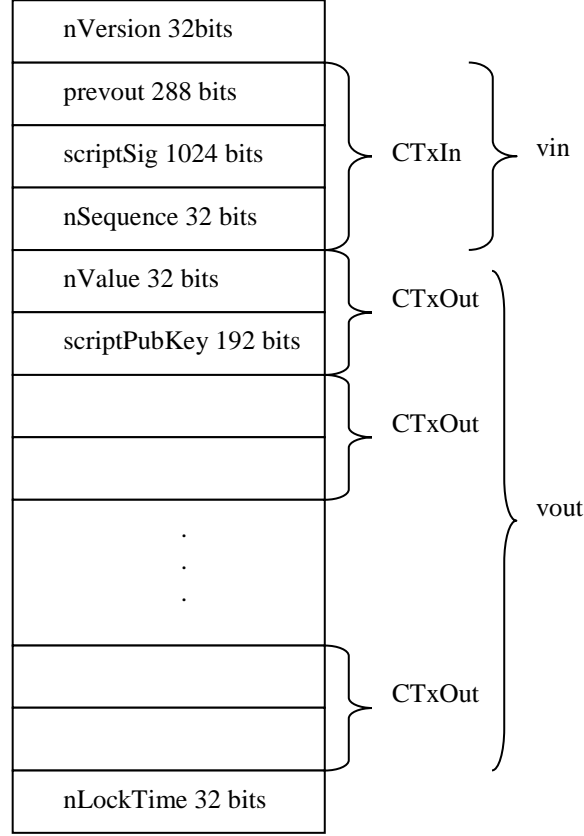 nVersion 32bits
prevout 288 bits
scriptSig 1024 bits
CTxIn
vin
nSequence 32 bits
nValue 32 bits
CTxOut
scriptPubKey 192 bits
CTxOut
vout
.
.
.
CTxOut
nLockTime 32 bits